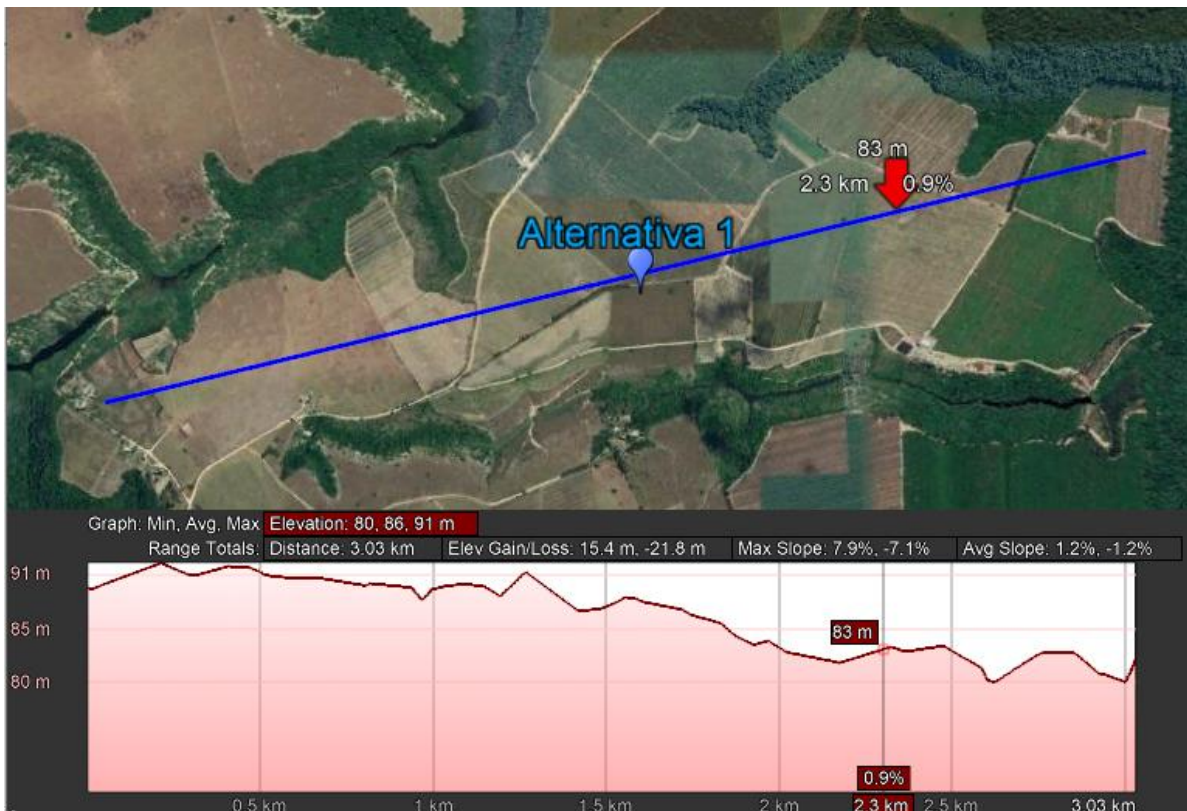 83 m
2.3 km 0.9%
Alternativa 1
Graph: Min, Avg, Max Elevation: 80, 86, 91 m
Range Totals: Distance: 3.03 km Elev Gain/Loss: 15.4 m, -21.8 m Max Slope: 7.9%, -7.1% Avg Slope: 1.2%, -1.2%
91 m
85 m
83 m
80 m
0.9%
0.5 km 1 km 1.5 km 2 km 2.3 km 2.5 km 3.03 km